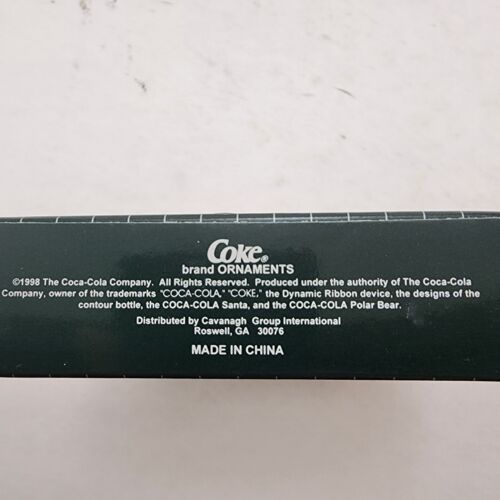 Coke®
brand ORNAMENTS
©1998 The Coca-Cola Company. All Rights Reserved. Produced under the authority of The Coca-Cola
Company, owner of the trademarks "COCA-COLA," "COKE," the Dynamic Ribbon device, the designs of the
contour bottle, the COCA-COLA Santa, and the COCA-COLA Polar Bear.
Distributed by Cavanagh Group International
Roswell, GA 30076
MADE IN CHINA